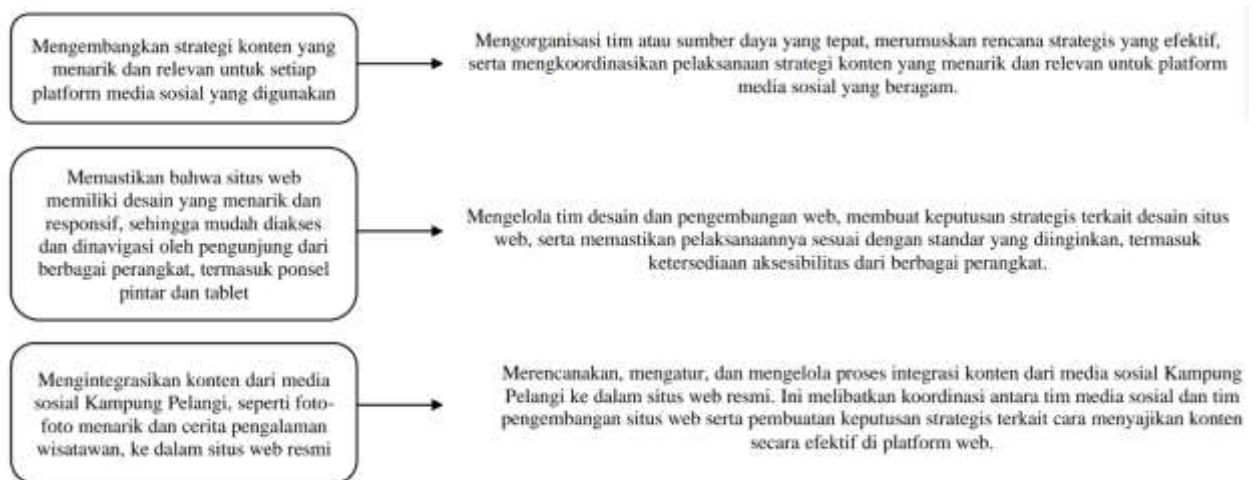 Mengembangkan strategi konten yang
menarik dan relevan untuk setiap
platform media sosial yang digunakan
Mengorganisasi tim atau sumber daya yang tepat, merumuskan rencana strategis yang efektif,
serta mengkoordinasikan pelaksanaan strategi konten yang menarik dan relevan untuk platform
media sosial yang beragam.
Memastikan bahwa situs web
memiliki desain yang menarik dan
responsif, sehingga mudah diakses
dan dinavigasi oleh pengunjung dari
berbagai perangkat, termasuk ponsel
pintar dan tablet
Mengelola tim desain dan pengembangan web, membuat keputusan strategis terkait desain situs
web, serta memastikan pelaksanaannya sesuai dengan standar yang diinginkan, termasuk
ketersediaan aksesibilitas dari berbagai perangkat.
Mengintegrasikan konten dari media
sosial Kampung Pelangi, seperti foto-
foto menarik dan cerita pengalaman
wisatawan, ke dalam situs web resmi
Merencanakan, mengatur, dan mengelola proses integrasi konten dari media sosial Kampung
Pelangi ke dalam situs web resmi. Ini melibatkan koordinasi antara tim media sosial dan tim
pengembangan situs web serta pembuatan keputusan strategis terkait cara menyajikan konten
secara efektif di platform web.